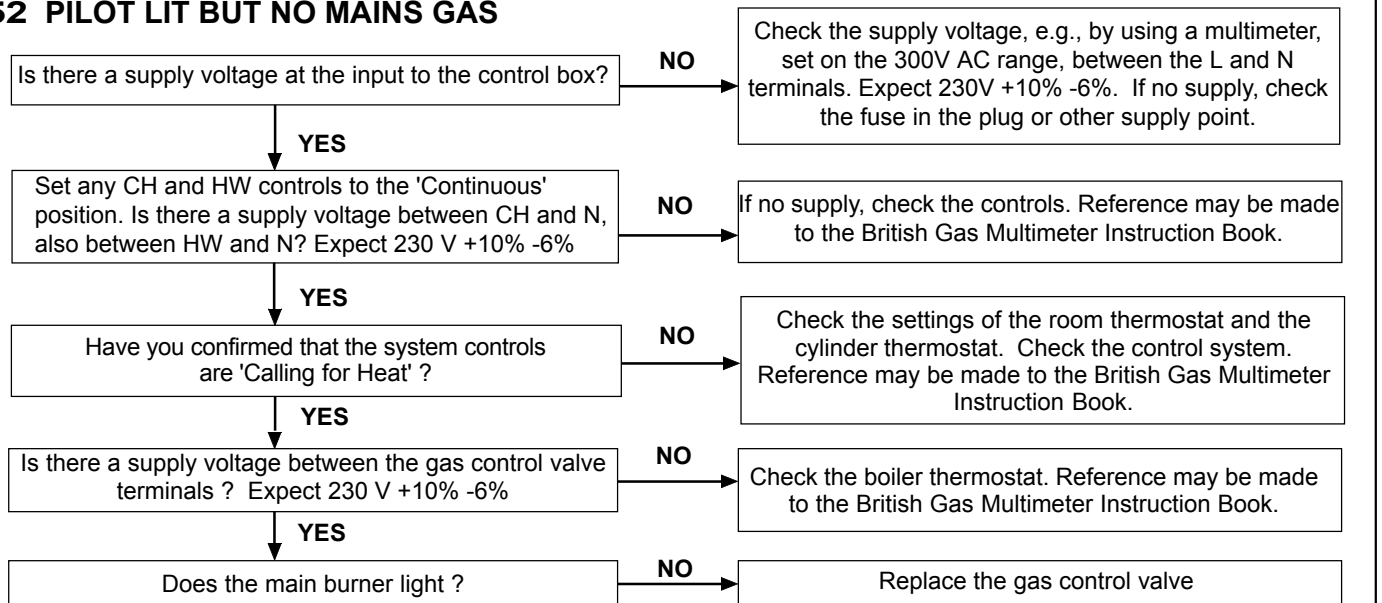 52 PILOT LIT BUT NO MAINS GAS
Is there a supply voltage at the input to the control box?
NO
Check the supply voltage, e.g., by using a multimeter,
set on the 300V AC range, between the L and N
terminals. Expect 230V +10% -6%. If no supply, check
the fuse in the plug or other supply point.
YES
Set any CH and HW controls to the 'Continuous'
position. Is there a supply voltage between CH and N,
also between HW and N? Expect 230 V +10% -6%
NO
If no supply, check the controls. Reference may be made
to the British Gas Multimeter Instruction Book.
YES
Have you confirmed that the system controls
are 'Calling for Heat' ?
NO
Check the settings of the room thermostat and the
cylinder thermostat. Check the control system.
Reference may be made to the British Gas Multimeter
Instruction Book.
YES
Is there a supply voltage between the gas control valve
terminals ? Expect 230 V +10% -6%
NO
Check the boiler thermostat. Reference may be made
to the British Gas Multimeter Instruction Book.
YES
Does the main burner light ?
NO
Replace the gas control valve